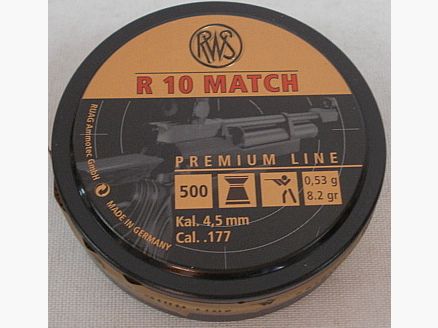 RWS
R 10 MATCH
PREMIUM LINE
500
0,53 g
8.2 gr
Kal. 4,5 mm
Cal. .177
RUAG Ammotec GmbH
MADE IN GERMANY